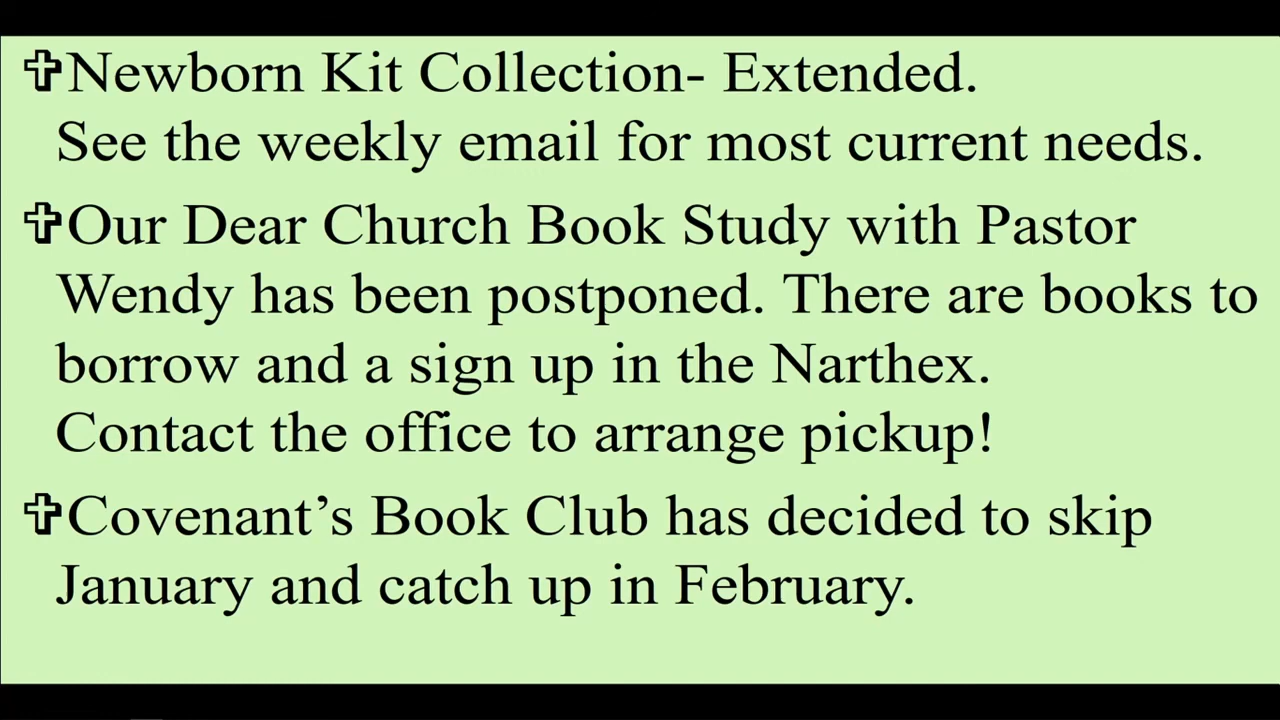 ✞Newborn Kit Collection- Extended.
See the weekly email for most current needs.
✞Our Dear Church Book Study with Pastor
Wendy has been postponed. There are books to
borrow and a sign up in the Narthex.
Contact the office to arrange pickup!
✞Covenant’s Book Club has decided to skip
January and catch up in February.